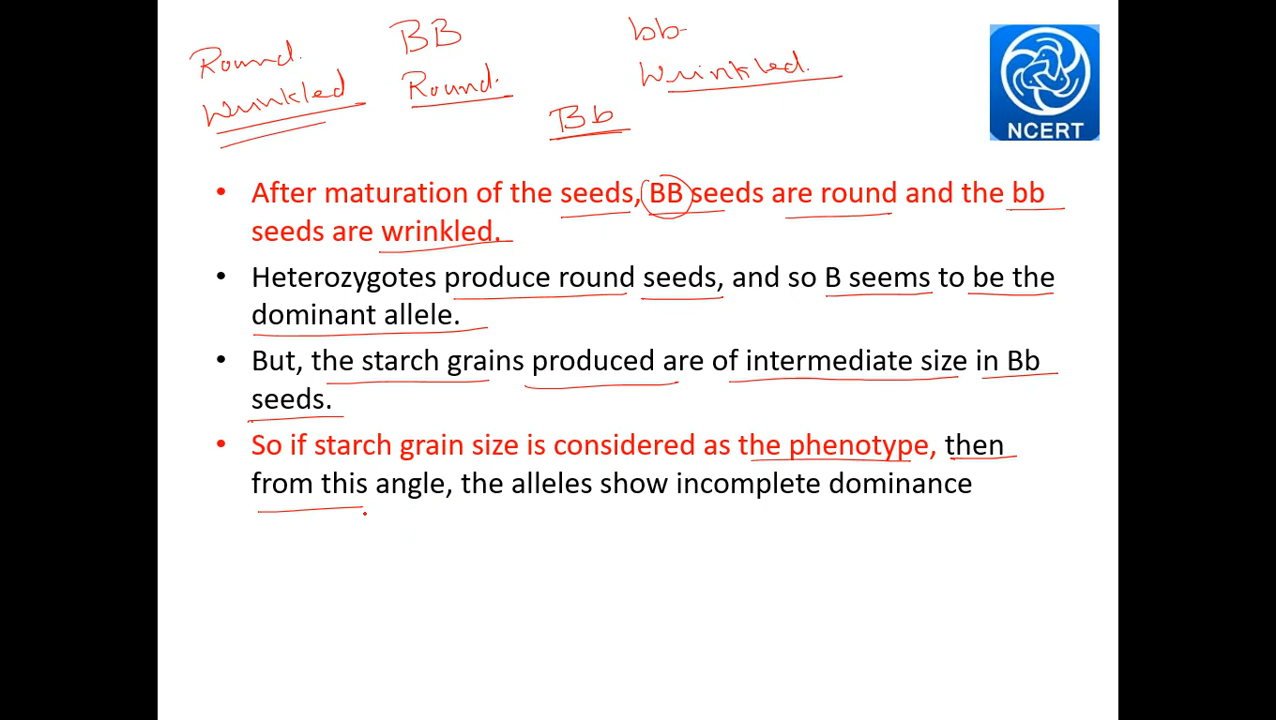 Round.
Wrinkled
BB
Round.
bb
Wrinkled.
Bb
NCERT
• After maturation of the seeds, BB seeds are round and the bb
seeds are wrinkled.
• Heterozygotes produce round seeds, and so B seems to be the
dominant allele.
• But, the starch grains produced are of intermediate size in Bb
seeds.
• So if starch grain size is considered as the phenotype, then
from this angle, the alleles show incomplete dominance